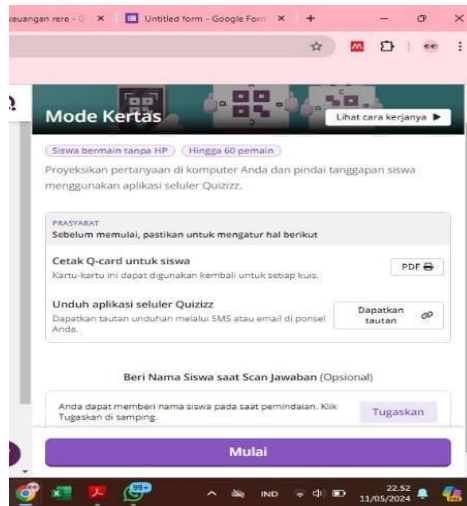 keuangan rere - G
Untitled form - Google Form
Mode Kertas
Lihat cara kerjanya
Siswa bermain tanpa HP
Hingga 60 pemain
Proyeksikan pertanyaan di komputer Anda dan pindai tanggapan siswa
menggunakan aplikasi seluler Quizizz.
PRASYARAT
Sebelum memulai, pastikan untuk mengatur hal berikut
Cetak Q-card untuk siswa
Kartu-kartu ini dapat digunakan kembali untuk setiap kuis.
PDF
Unduh aplikasi seluler Quizizz
Dapatkan tautan unduhan melalui SMS atau email di ponsel
Anda.
Dapatkan
tautan
Beri Nama Siswa saat Scan Jawaban (Opsional)
Anda dapat memberi nama siswa pada saat pemindaian. Klik
Tugaskan di samping.
Tugaskan
Mulai
99+
IND
22.52
11/05/2024